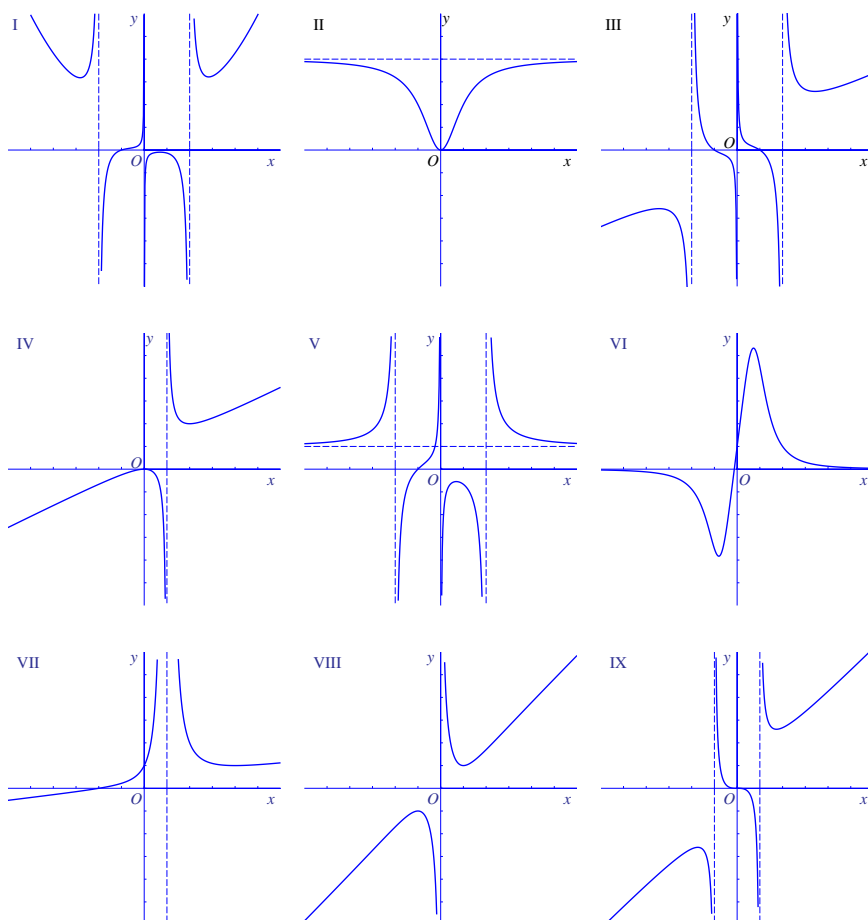 I y II y III y
O x O x O x
IV y V y VI y
O x O x O x
VII y VIII y IX y
O x O x O x